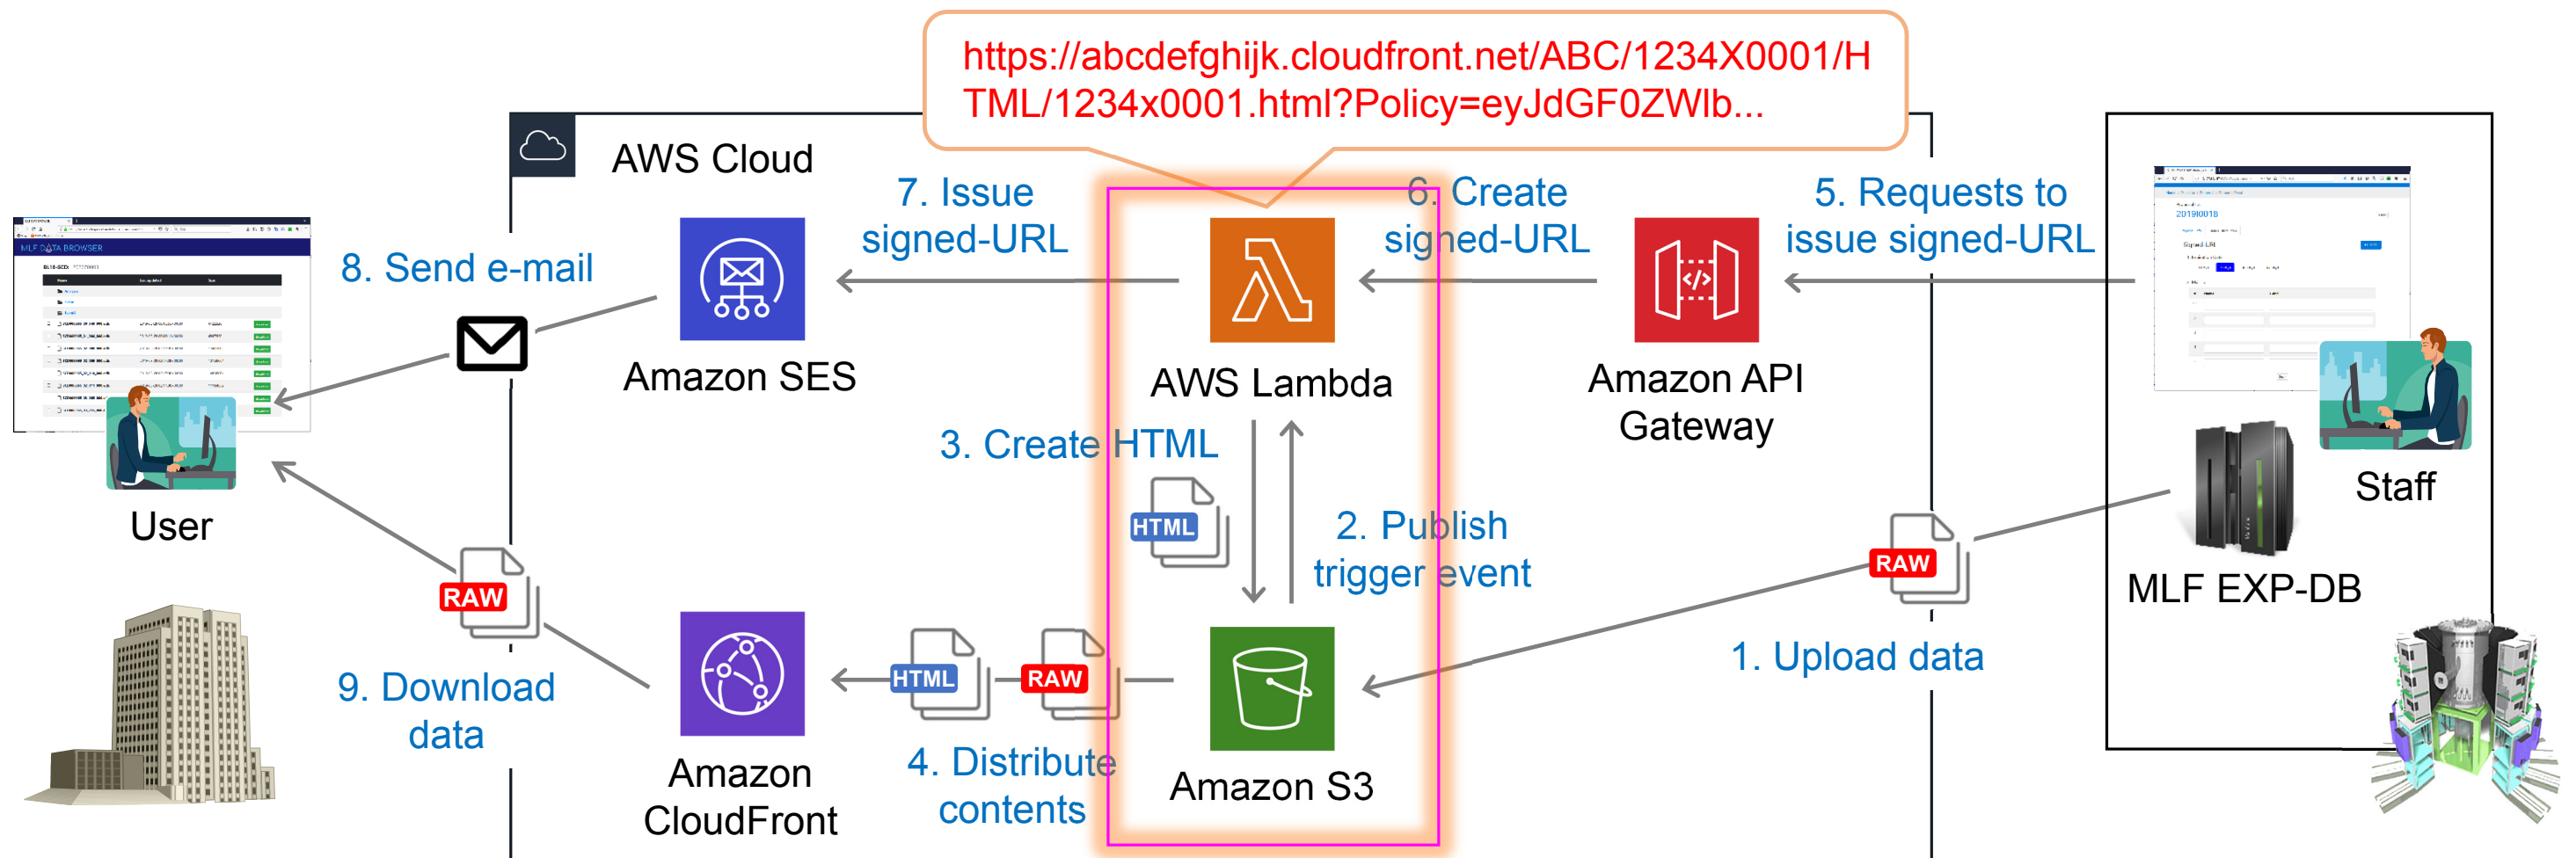 https://abcdefghijk.cloudfront.net/ABC/1234X0001/H
TML/1234x0001.html?Policy=eyJdGF0ZWlb...
AWS Cloud
7. Issue
signed-URL
6. Create
signed-URL
5. Requests to
issue signed-URL
8. Send e-mail
MLF DATA BROWSER
2019I0018
Signed-URL
Amazon SES
AWS Lambda
Amazon API
Gateway
3. Create HTML
HTML
2. Publish
trigger event
User
Staff
RAW
RAW
MLF EXP-DB
1. Upload data
HTML
RAW
9. Download
data
4. Distribute
contents
Amazon
CloudFront
Amazon S3